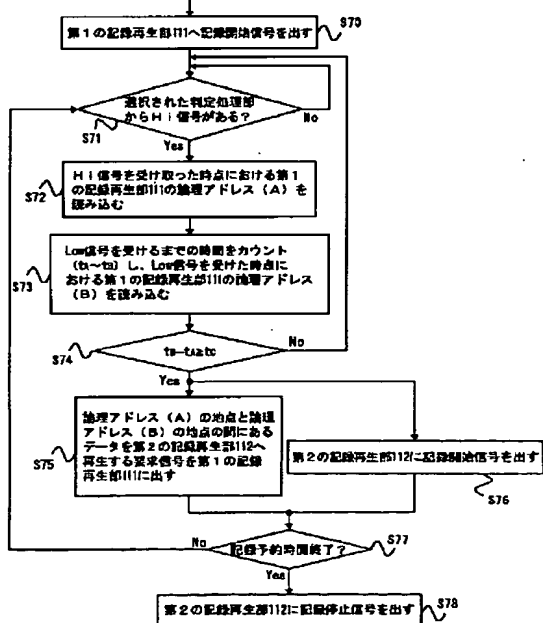 S70
第1の記録再生部111へ記録開始信号を出す
選択された判定処理部
からHi信号がある?
No
S71
Yes
Hi信号を受け取った時点における第1
の記録再生部111の論理アドレス(A)を
読み込む
S72
Low信号を受けるまでの時間をカウント
(tA~tB)し、Low信号を受けた時点に
おける第1の記録再生部111の論理アドレス
(B)を読み込む
S73
tB-tA≥tC
No
S74
Yes
論理アドレス(A)の地点と論理
アドレス(B)の地点の間にある
データを第2の記録再生部112へ
再生する要求信号を第1の記録
再生部111に出す
S75
第2の記録再生部112に記録開始信号を出す
S76
No
記録予約時間終了?
S77
Yes
第2の記録再生部112に記録停止信号を出す
S78